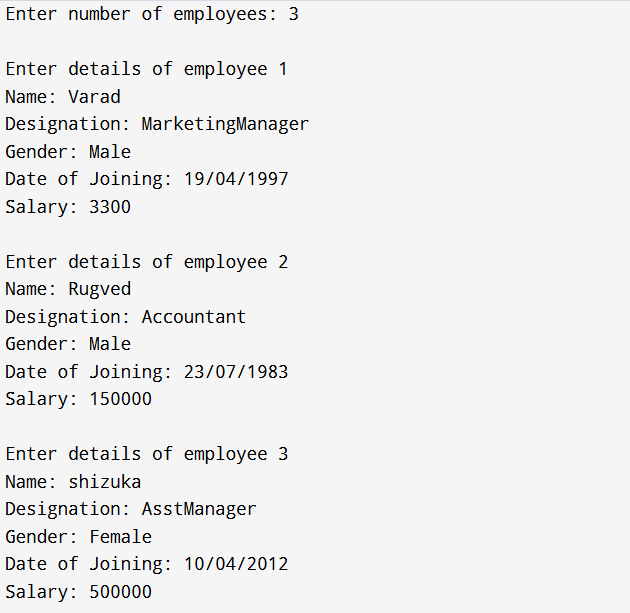 Enter number of employees: 3
Enter details of employee 1
Name: Varad
Designation: MarketingManager
Gender: Male
Date of Joining: 19/04/1997
Salary: 3300
Enter details of employee 2
Name: Rugved
Designation: Accountant
Gender: Male
Date of Joining: 23/07/1983
Salary: 150000
Enter details of employee 3
Name: shizuka
Designation: AsstManager
Gender: Female
Date of Joining: 10/04/2012
Salary: 500000